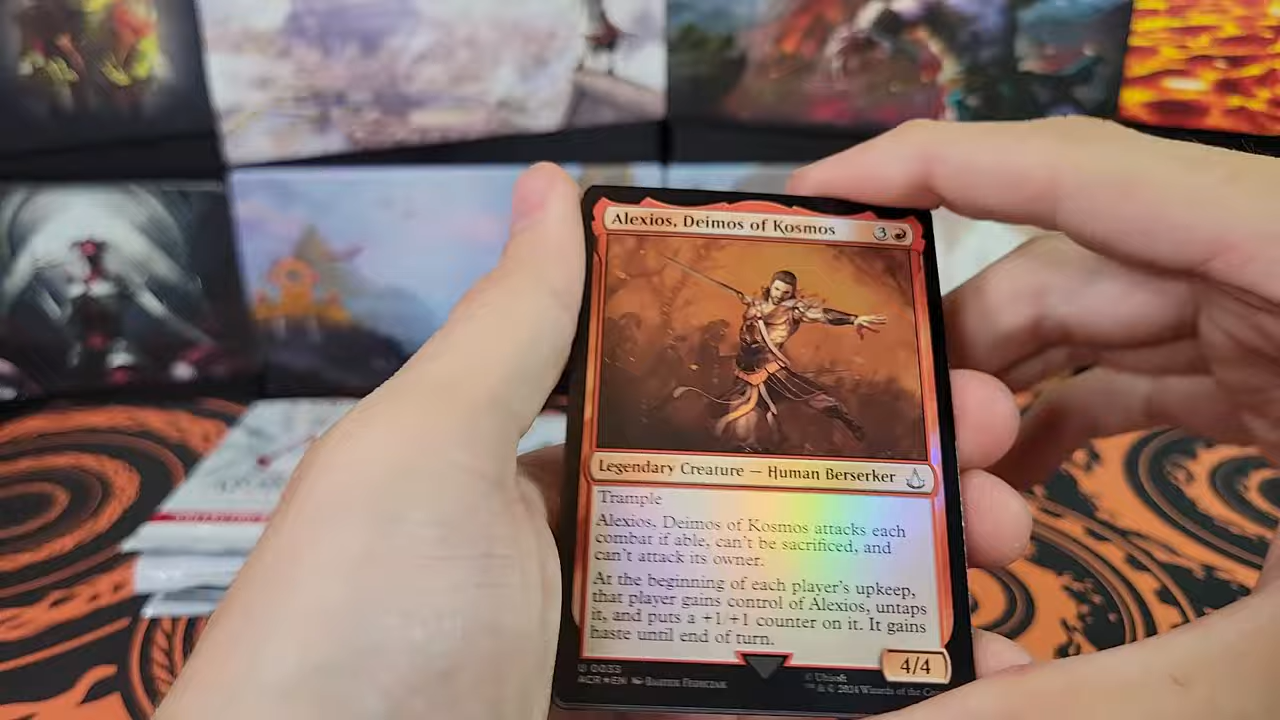 Alexios, Deimos of Kosmos 3
Legendary Creature — Human Berserker
Trample
Alexios, Deimos of Kosmos attacks each
combat if able, can't be sacrificed, and
can't attack its owner.
At the beginning of each player's upkeep,
that player gains control of Alexios, untaps
it, and puts a +1/+1 counter on it. It gains
haste until end of turn.
4/4
U 0033
ACR★EN
© Ubisoft
™ & © 2024 Wizards of the